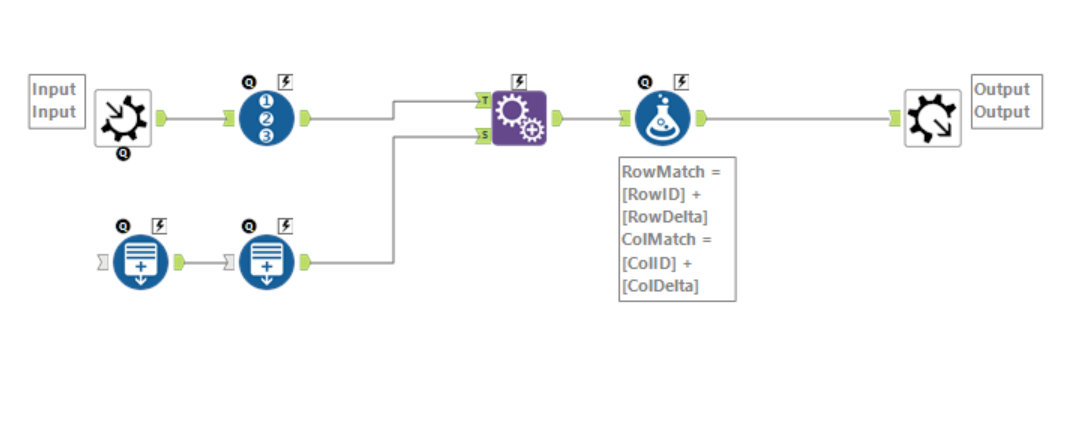 Input
Input
Q
Q
1
2
3
T
S
Q
Output
Output
Q
Q
Q
RowMatch =
[RowID] +
[RowDelta]
ColMatch =
[ColID] +
[ColDelta]